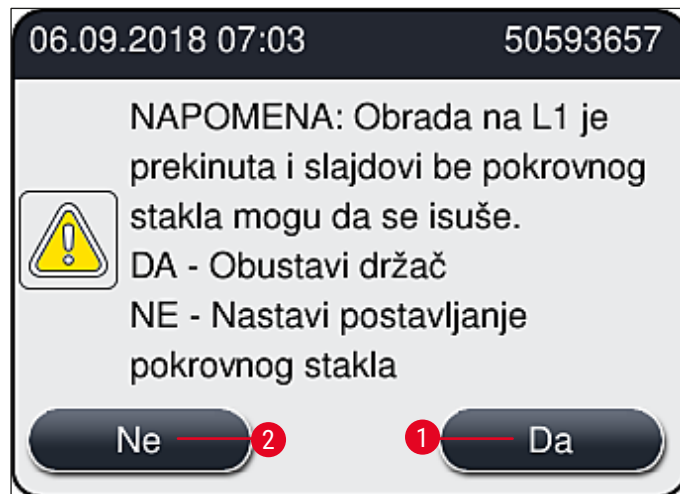 06.09.2018 07:03 50593657
NAPOMENA: Obrada na L1 je
prekinuta i slajdovi be pokrovnog
stakla mogu da se isuše.
DA - Obustavi držač
NE - Nastavi postavljanje
pokrovnog stakla
Ne 2 1 Da